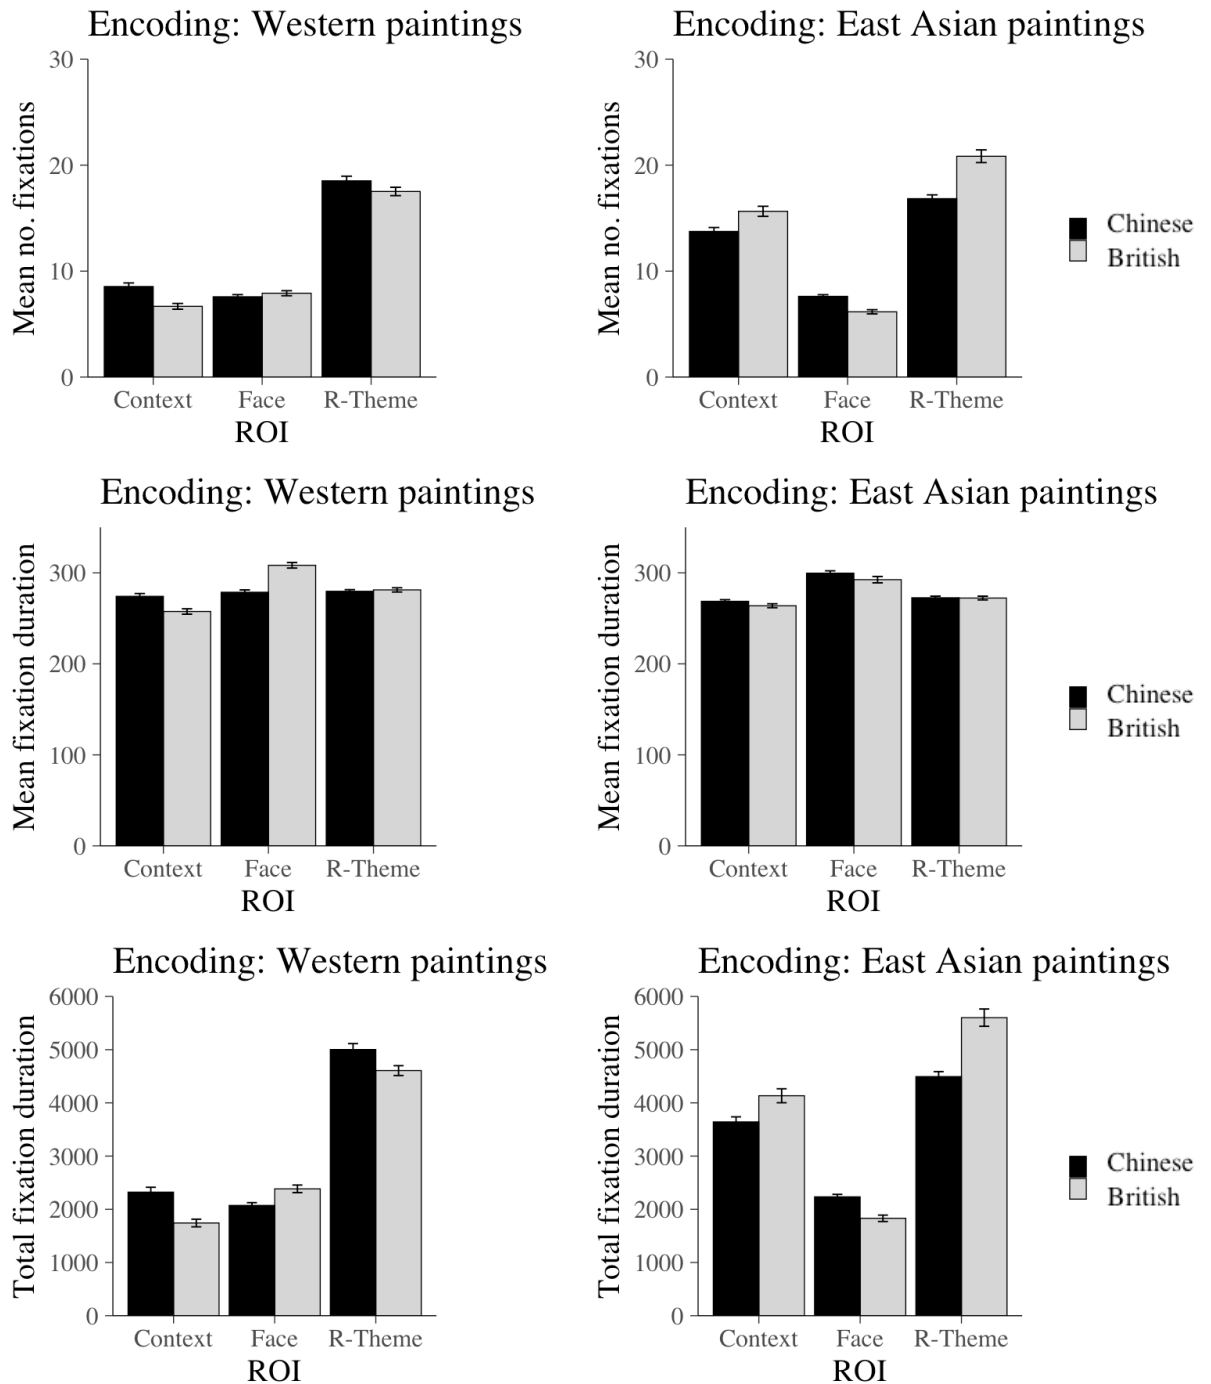 Encoding: Western paintings
Mean no. fixations
30
20
10
0
Context Face R-Theme
ROI
Encoding: East Asian paintings
Mean no. fixations
30
20
10
0
Context Face R-Theme
ROI
Chinese
British
Encoding: Western paintings
Mean fixation duration
300
200
100
0
Context Face R-Theme
ROI
Encoding: East Asian paintings
Mean fixation duration
300
200
100
0
Context Face R-Theme
ROI
Chinese
British
Encoding: Western paintings
Total fixation duration
6000
5000
4000
3000
2000
1000
0
Context Face R-Theme
ROI
Encoding: East Asian paintings
Total fixation duration
6000
5000
4000
3000
2000
1000
0
Context Face R-Theme
ROI
Chinese
British